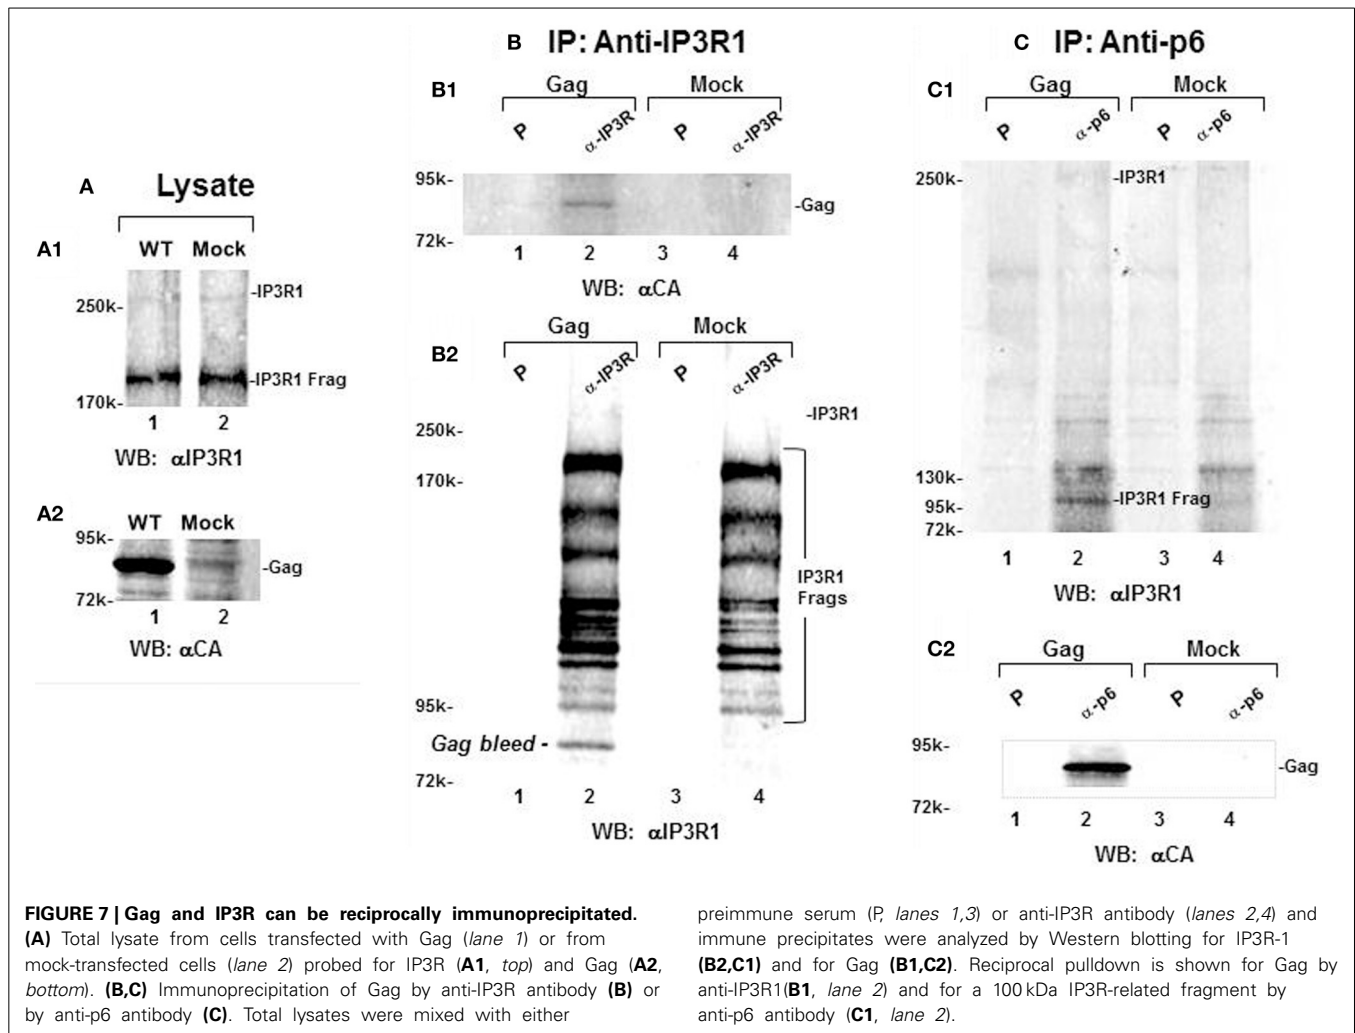 A
Lysate
A1
WT Mock
-IP3R1
250k-
-IP3R1 Frag
170k-
1 2
WB: αIP3R1
A2
WT Mock
95k-
-Gag
72k-
1 2
WB: αCA
B IP: Anti-IP3R1
B1
Gag Mock
P α-IP3R P α-IP3R
95k-
-Gag
72k-
1 2 3 4
WB: αCA
B2
Gag Mock
P α-IP3R P α-IP3R
-IP3R1
250k-
170k-
IP3R1
Frags
95k-
Gag bleed -
72k-
1 2 3 4
WB: αIP3R1
C IP: Anti-p6
C1
Gag Mock
P α-p6 P α-p6
250k-
-IP3R1
130k-
-IP3R1 Frag
95k-
72k-
1 2 3 4
WB: αIP3R1
C2
Gag Mock
P α-p6 P α-p6
95k-
-Gag
72k-
1 2 3 4
WB: αCA
FIGURE 7 | Gag and IP3R can be reciprocally immunoprecipitated.
(A) Total lysate from cells transfected with Gag (lane 1) or from
mock-transfected cells (lane 2) probed for IP3R (A1, top) and Gag (A2,
bottom). (B,C) Immunoprecipitation of Gag by anti-IP3R antibody (B) or
by anti-p6 antibody (C). Total lysates were mixed with either
preimmune serum (P, lanes 1,3) or anti-IP3R antibody (lanes 2,4) and
immune precipitates were analyzed by Western blotting for IP3R-1
(B2,C1) and for Gag (B1,C2). Reciprocal pulldown is shown for Gag by
anti-IP3R1(B1, lane 2) and for a 100 kDa IP3R-related fragment by
anti-p6 antibody (C1, lane 2).